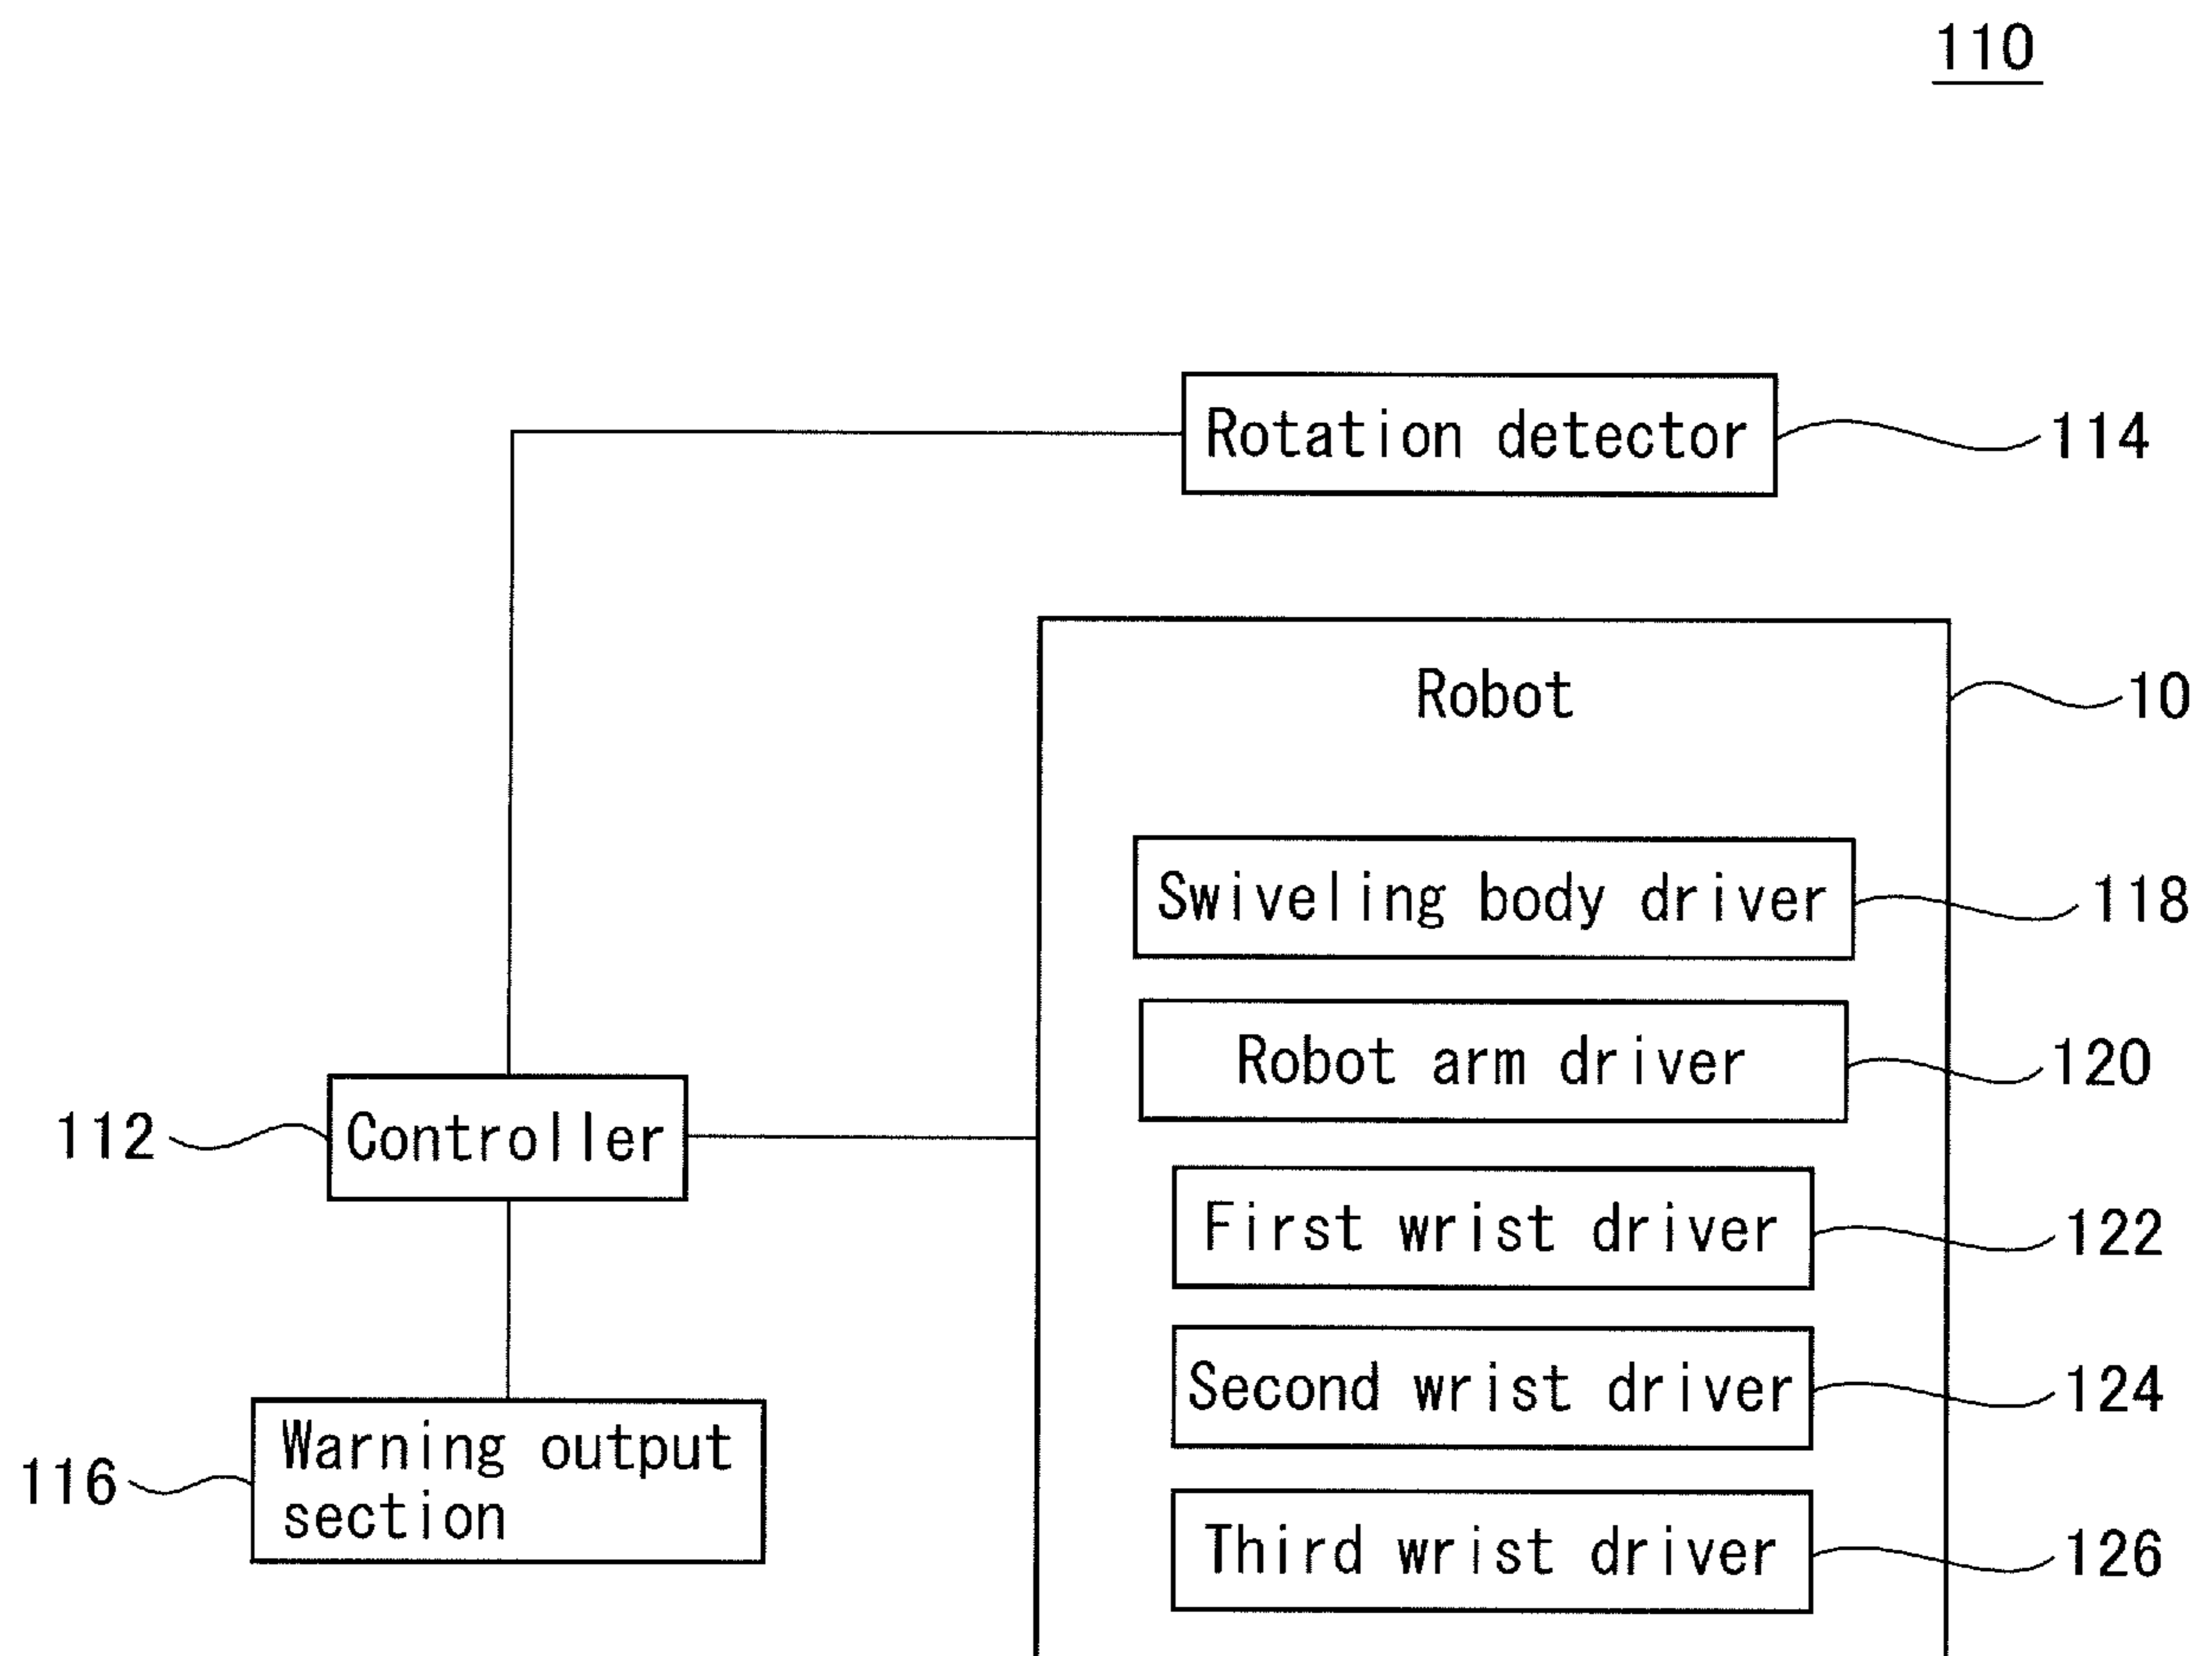 110
Rotation detector
114
Robot
10
Swiveling body driver
118
Robot arm driver
120
112
Controller
First wrist driver
122
Second wrist driver
124
116
Warning output
section
Third wrist driver
126